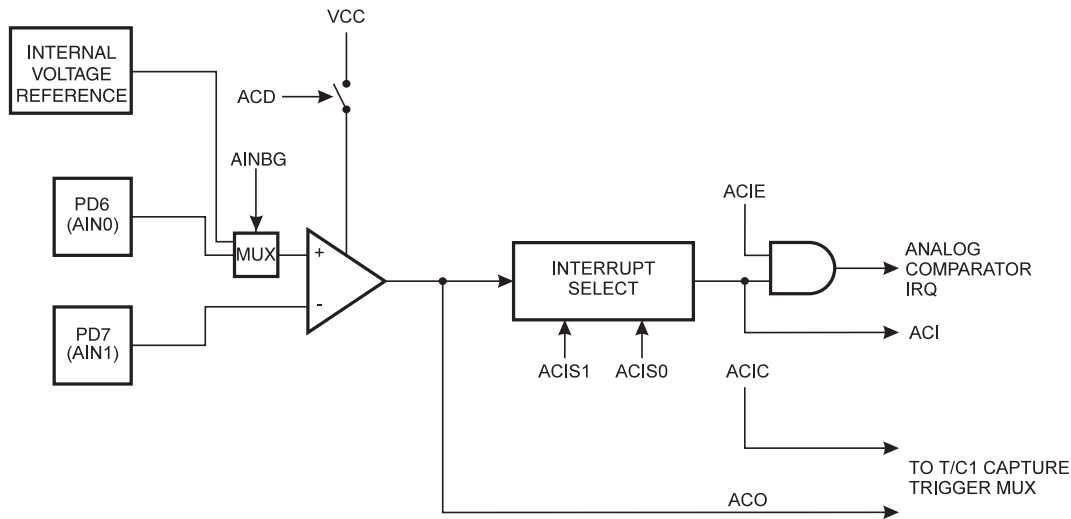 VCC
INTERNAL
VOLTAGE
REFERENCE
ACD
AINBG
PD6
(AIN0)
MUX
+
-
PD7
(AIN1)
INTERRUPT
SELECT
ACIS1
ACIS0
ACIE
ANALOG
COMPARATOR
IRQ
ACI
ACIC
TO T/C1 CAPTURE
TRIGGER MUX
ACO